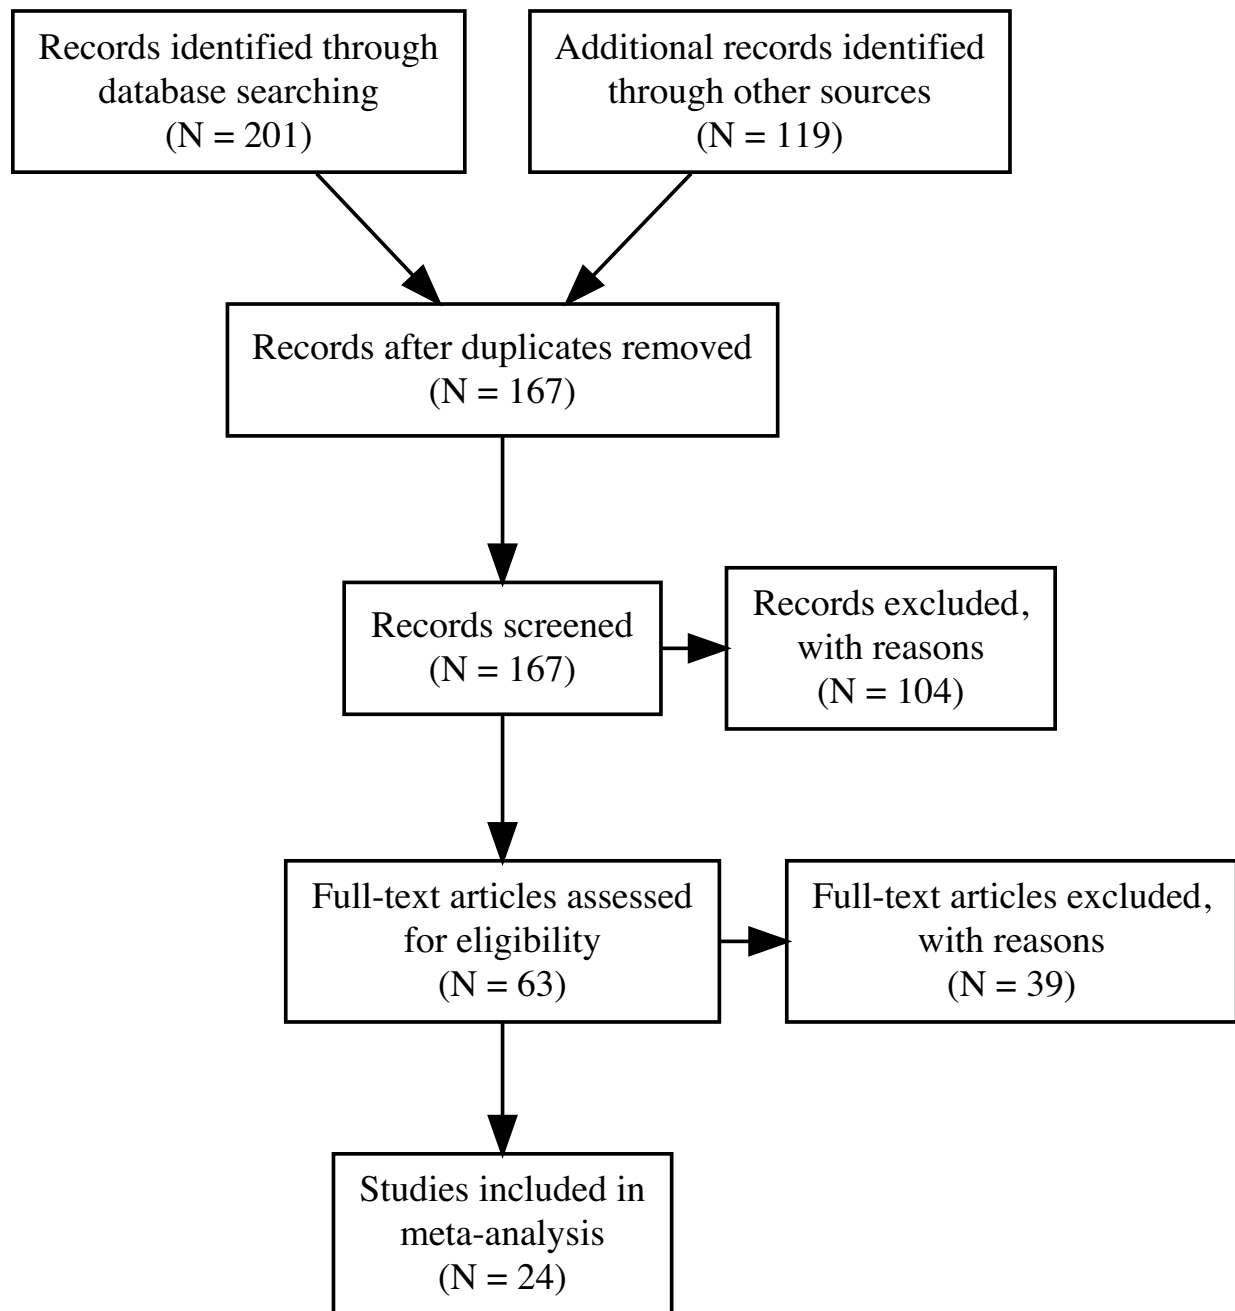 Records identified through
database searching
(N = 201)
Additional records identified
through other sources
(N = 119)
Records after duplicates removed
(N = 167)
Records screened
(N = 167)
Records excluded,
with reasons
(N = 104)
Full-text articles assessed
for eligibility
(N = 63)
Full-text articles excluded,
with reasons
(N = 39)
Studies included in
meta-analysis
(N = 24)